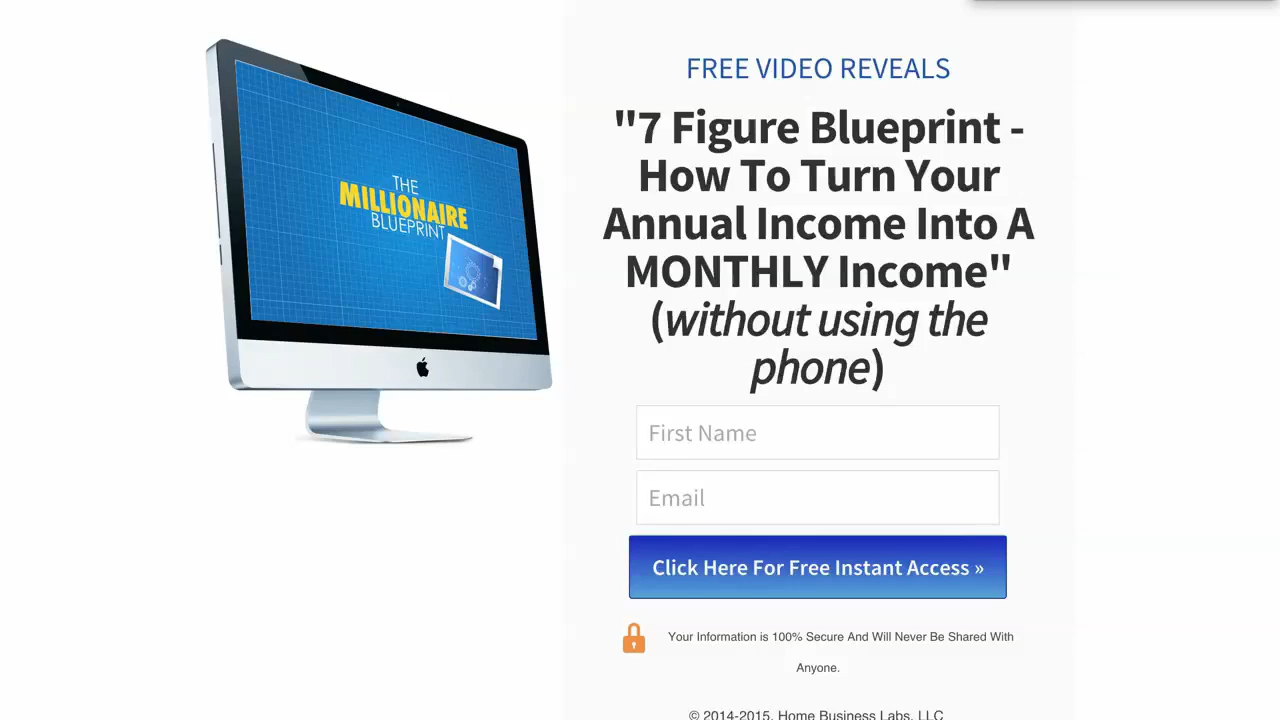 THE
MILLIONAIRE
BLUEPRINT
FREE VIDEO REVEALS
"7 Figure Blueprint -
How To Turn Your
Annual Income Into A
MONTHLY Income"
(without using the
phone)
First Name
Email
Click Here For Free Instant Access »
Your Information is 100% Secure And Will Never Be Shared With
Anyone.
© 2014-2015. Home Business Labs, LLC